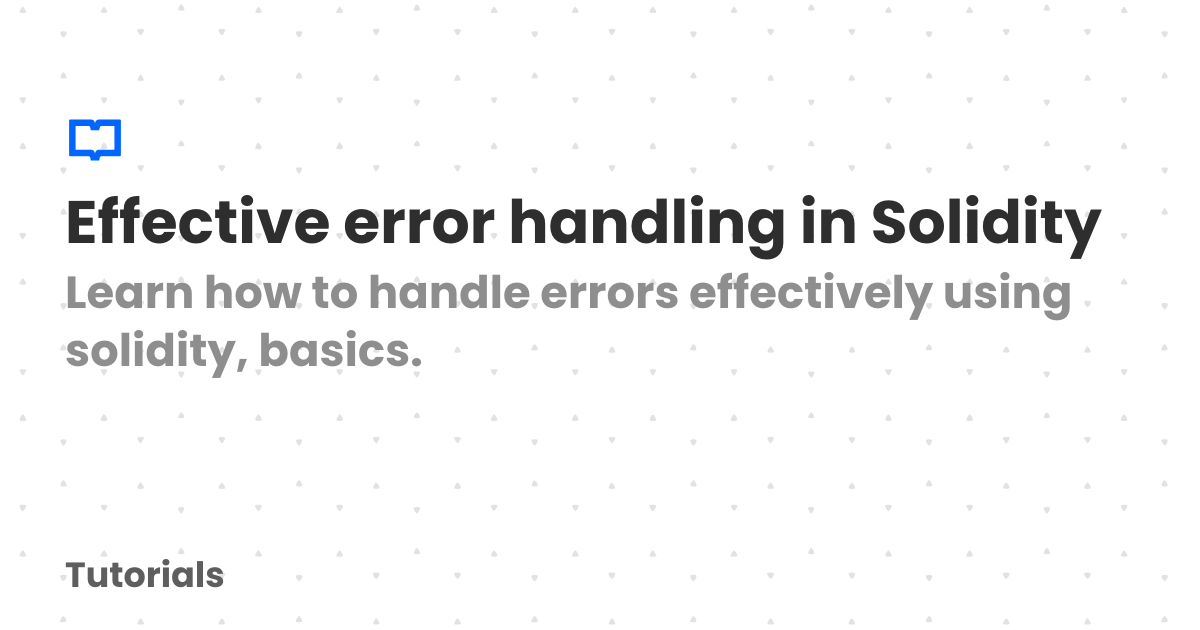 Effective error handling in Solidity
Learn how to handle errors effectively using
solidity, basics.
Tutorials